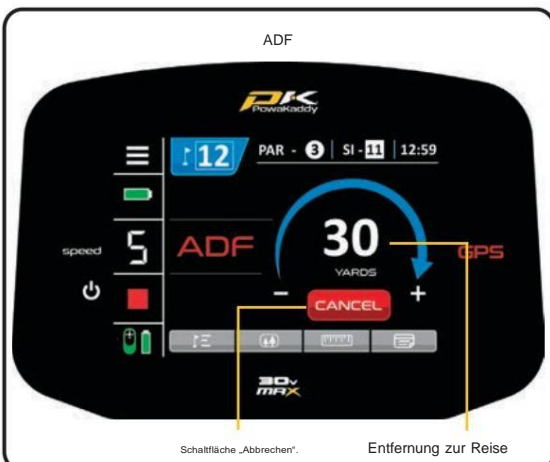 ADF
PK
PowaKaddy
12 PAR - 3 SI - 11 12:59
speed 5 ADF 30 GPS
YARDS
- CANCEL +
30v
MAX
Schaltfläche „Abbrechen“. Entfernung zur Reise